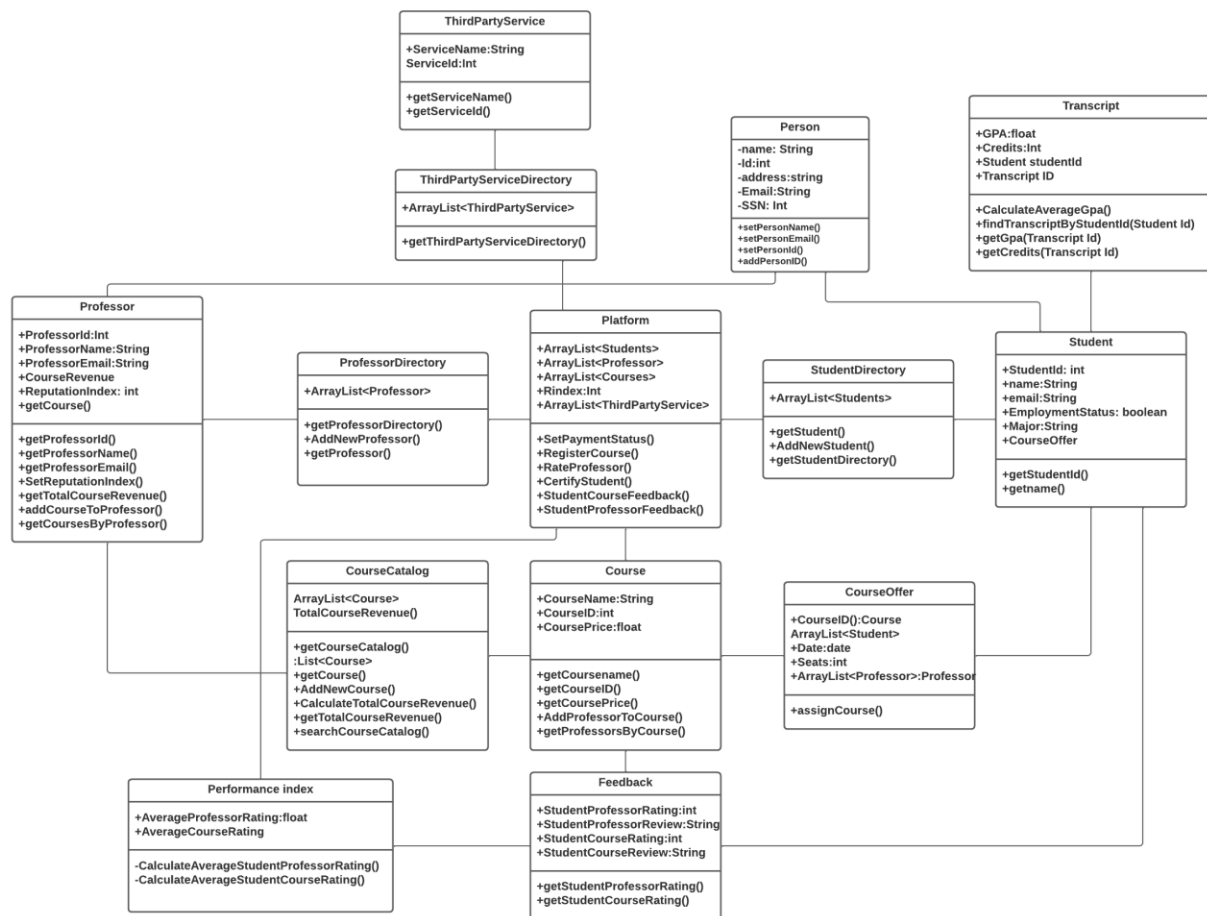 ThirdPartyService
+ServiceName:String
ServiceId:Int
+getServiceName()
+getServiceId()
ThirdPartyServiceDirectory
+ArrayList<ThirdPartyService>
+getThirdPartyServiceDirectory()
Person
-name: String
-Id:int
-address:string
-Email:String
-SSN: Int
+setPersonName()
+setPersonEmail()
+setPersonId()
+addPersonID()
Transcript
+GPA:float
+Credits:Int
+Student studentId
+Transcript ID
+CalculateAverageGpa()
+findTranscriptByStudentId(Student Id)
+getGpa(Transcript Id)
+getCredits(Transcript Id)
Professor
+ProfessorId:Int
+ProfessorName:String
+ProfessorEmail:String
+CourseRevenue
+ReputationIndex: int
+getCourse()
+getProfessorId()
+getProfessorName()
+getProfessorEmail()
+SetReputationIndex()
+getTotalCourseRevenue()
+addCourseToProfessor()
+getCoursesByProfessor()
ProfessorDirectory
+ArrayList<Professor>
+getProfessorDirectory()
+AddNewProfessor()
+getProfessor()
Platform
+ArrayList<Students>
+ArrayList<Professor>
+ArrayList<Courses>
+Rindex:Int
+ArrayList<ThirdPartyService>
+SetPaymentStatus()
+RegisterCourse()
+RateProfessor()
+CertifyStudent()
+StudentCourseFeedback()
+StudentProfessorFeedback()
StudentDirectory
+ArrayList<Students>
+getStudent()
+AddNewStudent()
+getStudentDirectory()
Student
+StudentId: int
+name:String
+email:String
+EmploymentStatus: boolean
+Major:String
+CourseOffer
+getStudentId()
+getname()
CourseCatalog
ArrayList<Course>
TotalCourseRevenue()
+getCourseCatalog()
:List<Course>
+getCourse()
+AddNewCourse()
+CalculateTotalCourseRevenue()
+getTotalCourseRevenue()
+searchCourseCatalog()
Course
+CourseName:String
+CourseID:int
+CoursePrice:float
+getCoursename()
+getCourseID()
+getCoursePrice()
+AddProfessorToCourse()
+getProfessorsByCourse()
CourseOffer
+CourseID():Course
ArrayList<Student>
+Date:date
+Seats:int
+ArrayList<Professor>:Professor
+assignCourse()
Performance index
+AverageProfessorRating:float
+AverageCourseRating
-CalculateAverageStudentProfessorRating()
-CalculateAverageStudentCourseRating()
Feedback
+StudentProfessorRating:int
+StudentProfessorReview:String
+StudentCourseRating:int
+StudentCourseReview:String
+getStudentProfessorRating()
+getStudentCourseRating()